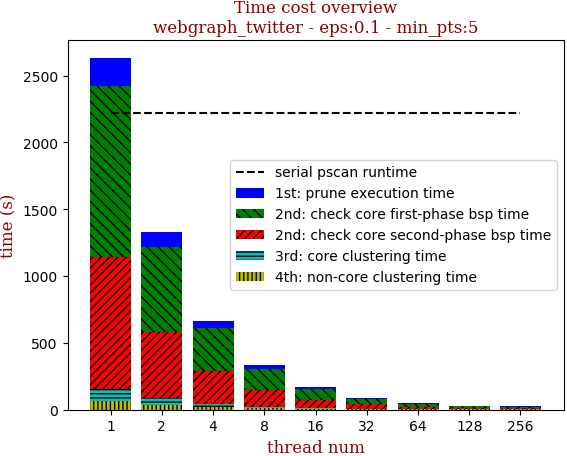 Time cost overview
webgraph_twitter - eps:0.1 - min_pts:5
time (s)
2500
2000
1500
1000
500
0
serial pscan runtime
1st: prune execution time
2nd: check core first-phase bsp time
2nd: check core second-phase bsp time
3rd: core clustering time
4th: non-core clustering time
1 2 4 8 16 32 64 128 256
thread num